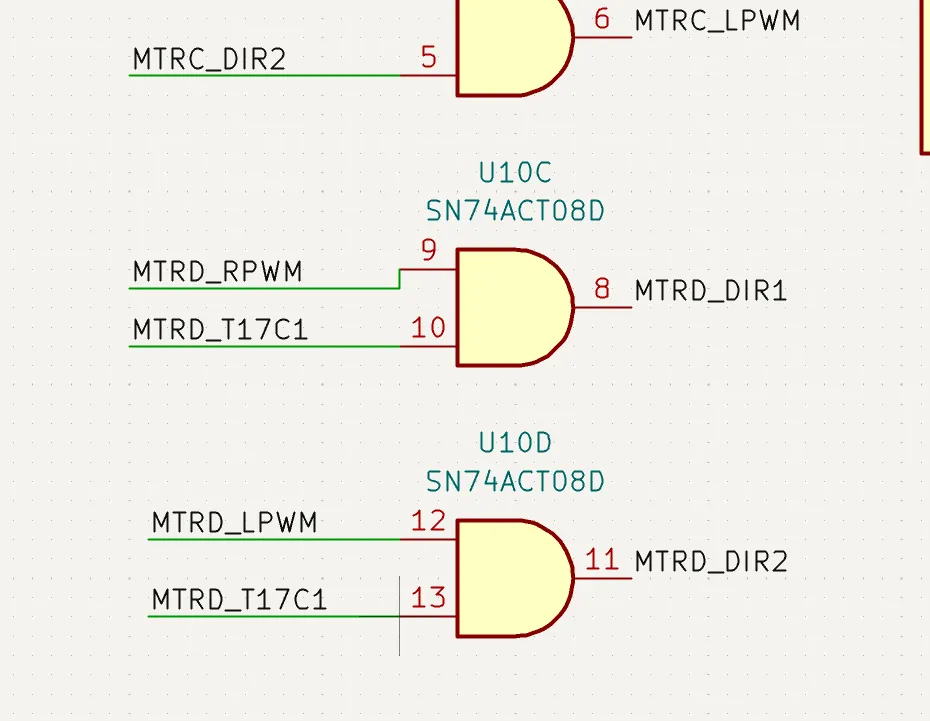 6 MTRC_LPWM
MTRC_DIR2 5
U10C
SN74ACT08D
9
MTRD_RPWM
8 MTRD_DIR1
MTRD_T17C1 10
U10D
SN74ACT08D
MTRD_LPWM 12
11 MTRD_DIR2
MTRD_T17C1 13